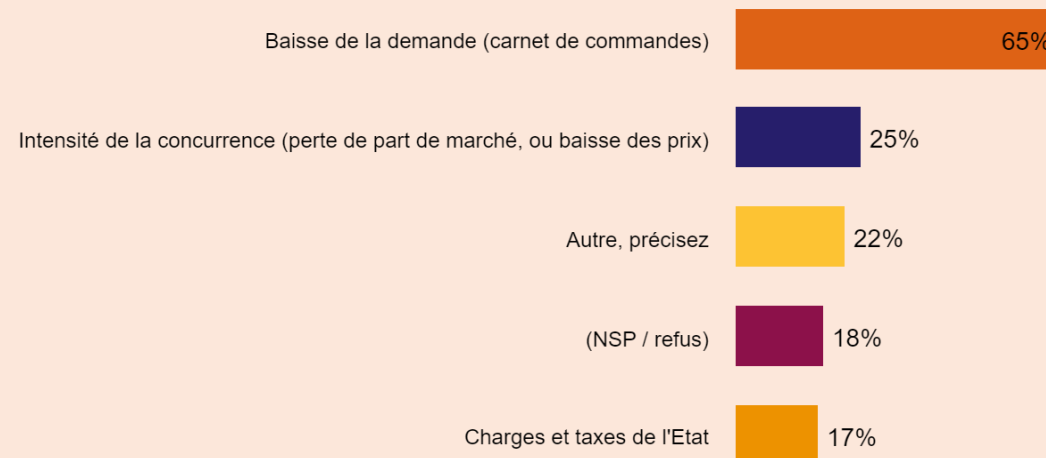 Baisse de la demande (carnet de commandes) 65%
Intensité de la concurrence (perte de part de marché, ou baisse des prix) 25%
Autre, précisez 22%
(NSP / refus) 18%
Charges et taxes de l'Etat 17%